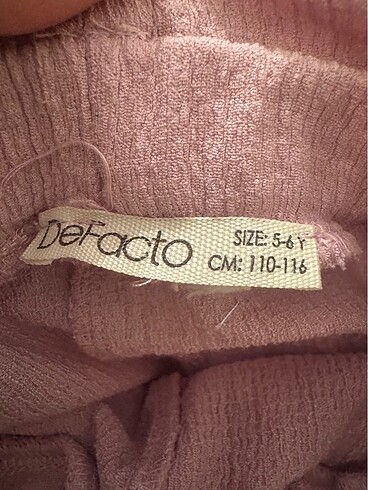 DeFacto
SIZE: 5-6 Y
CM: 110-116